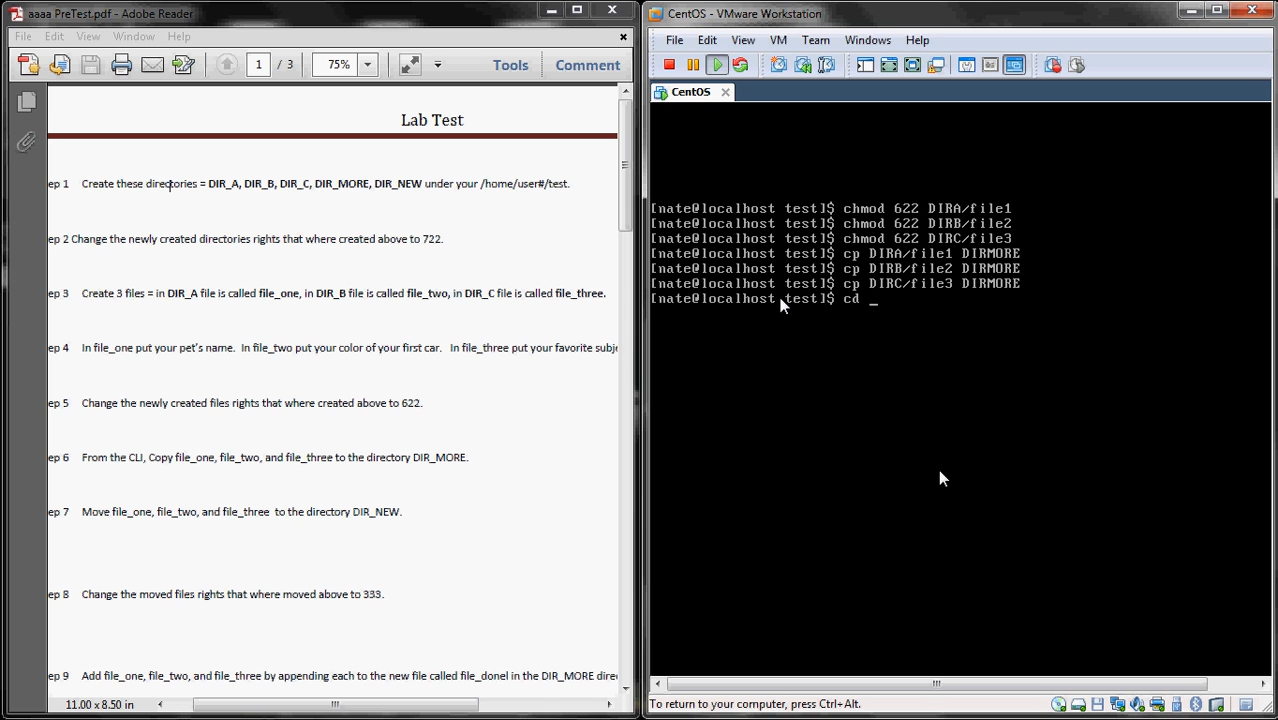 aaaa PreTest.pdf - Adobe Reader
File Edit View Window Help
1 / 3 75% Tools Comment
Lab Test
ep 1 Create these directories = DIR_A, DIR_B, DIR_C, DIR_MORE, DIR_NEW under your /home/user#/test.
ep 2 Change the newly created directories rights that where created above to 722.
ep 3 Create 3 files = in DIR_A file is called file_one, in DIR_B file is called file_two, in DIR_C file is called file_three.
ep 4 In file_one put your pet's name. In file_two put your color of your first car. In file_three put your favorite subje
ep 5 Change the newly created files rights that where created above to 622.
ep 6 From the CLI, Copy file_one, file_two, and file_three to the directory DIR_MORE.
ep 7 Move file_one, file_two, and file_three to the directory DIR_NEW.
ep 8 Change the moved files rights that where moved above to 333.
ep 9 Add file_one, file_two, and file_three by appending each to the new file called file_donel in the DIR_MORE dire
11.00 x 8.50 in
CentOS - VMware Workstation
File Edit View VM Team Windows Help
CentOS
[nate@localhost test]$ chmod 622 DIRA/file1
[nate@localhost test]$ chmod 622 DIRB/file2
[nate@localhost test]$ chmod 622 DIRC/file3
[nate@localhost test]$ cp DIRA/file1 DIRMORE
[nate@localhost test]$ cp DIRB/file2 DIRMORE
[nate@localhost test]$ cp DIRC/file3 DIRMORE
[nate@localhost test]$ cd _
To return to your computer, press Ctrl+Alt.